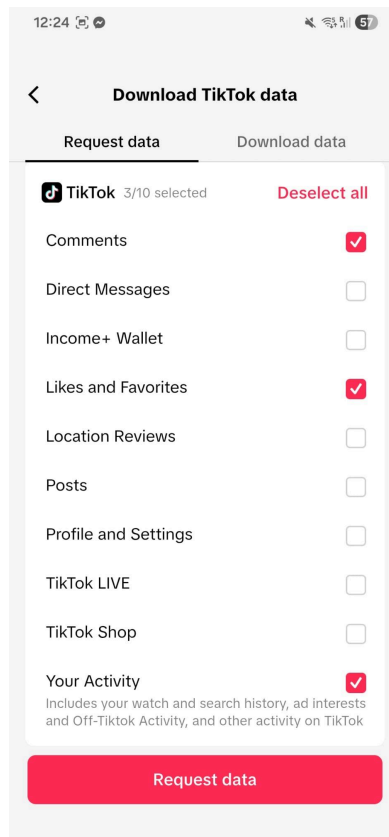 12:24
57
Download TikTok data
Request data
Download data
TikTok 3/10 selected
Deselect all
Comments
Direct Messages
Income+ Wallet
Likes and Favorites
Location Reviews
Posts
Profile and Settings
TikTok LIVE
TikTok Shop
Your Activity
Includes your watch and search history, ad interests
and Off-Tiktok Activity, and other activity on TikTok
Request data